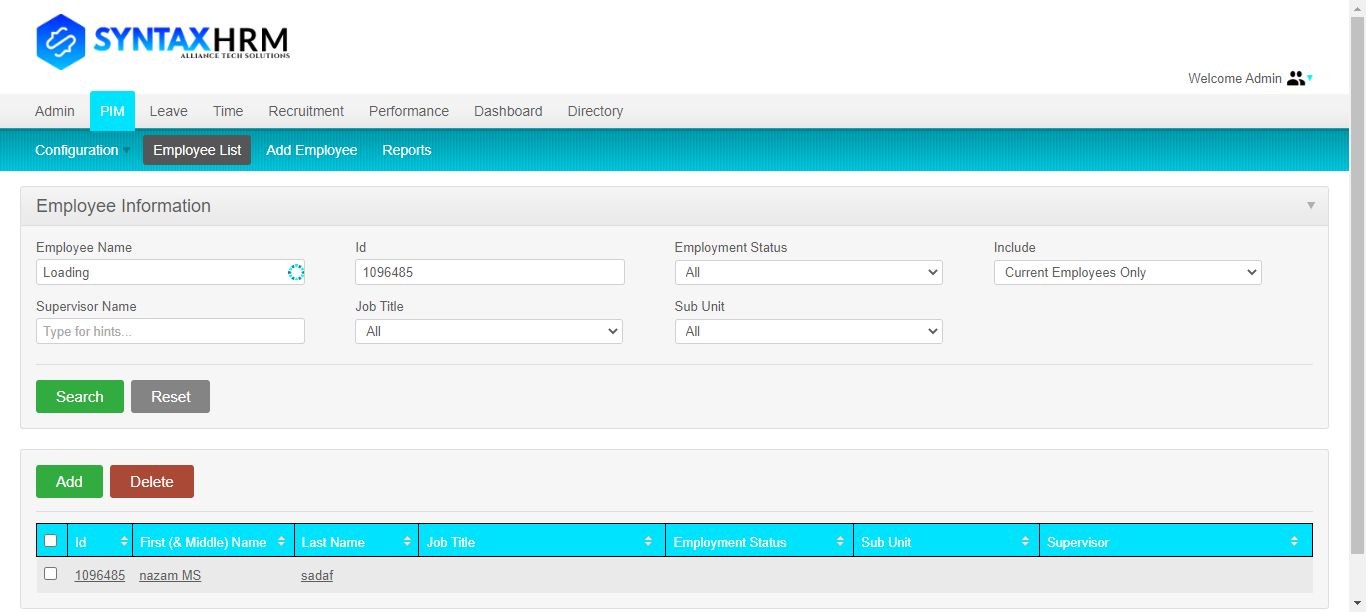 SYNTAXHRM
ALLIANCE TECH SOLUTIONS
Welcome Admin
Admin PIM Leave Time Recruitment Performance Dashboard Directory
Configuration Employee List Add Employee Reports
Employee Information
Employee Name Id Employment Status Include
Loading 1096485 All Current Employees Only
Supervisor Name Job Title Sub Unit
Type for hints... All All
Search Reset
Add Delete
Id First (& Middle) Name Last Name Job Title Employment Status Sub Unit Supervisor
1096485 nazam MS sadaf